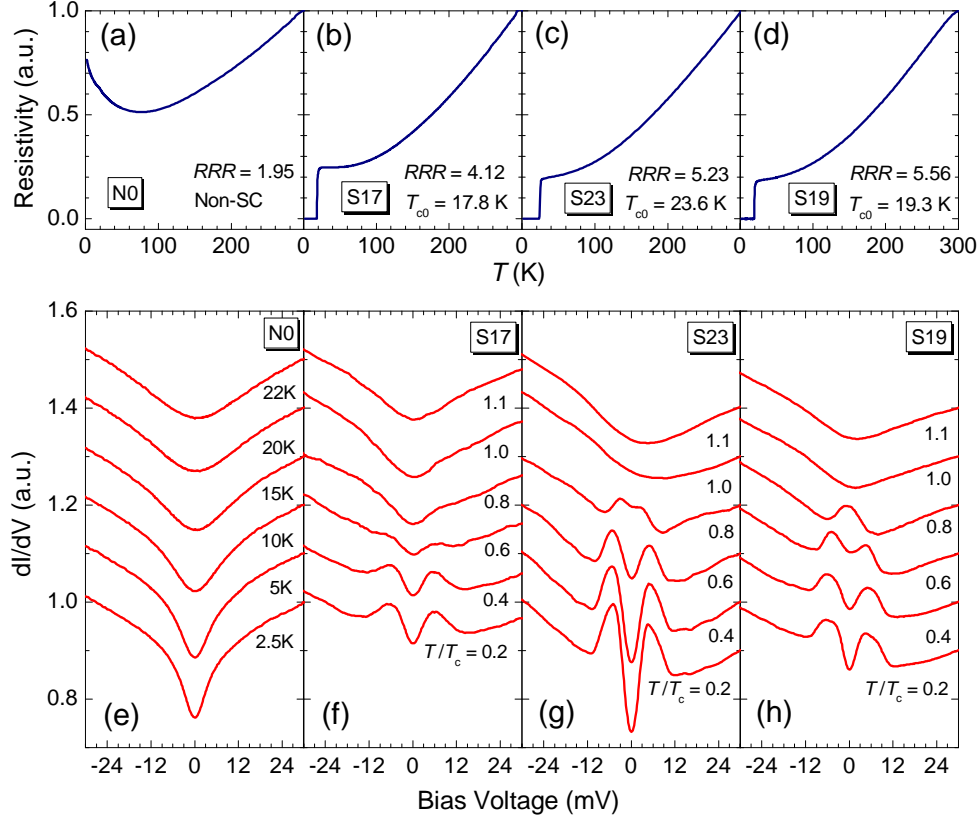 (a)
(b)
(c)
(d)
Resistivity (a.u.)
1.0
0.5
0.0
RRR = 1.95
Non-SC
N0
RRR = 4.12
T_c0 = 17.8 K
S17
RRR = 5.23
T_c0 = 23.6 K
S23
RRR = 5.56
T_c0 = 19.3 K
S19
0 100 200 0 100 200 0 100 200 0 100 200 300
T (K)
dI/dV (a.u.)
1.6
1.4
1.2
1.0
0.8
N0
22K
20K
15K
10K
5K
2.5K
(e)
S17
1.1
1.0
0.8
0.6
0.4
T/T_c = 0.2
(f)
S23
1.1
1.0
0.8
0.6
0.4
T/T_c = 0.2
(g)
S19
1.1
1.0
0.8
0.6
0.4
T/T_c = 0.2
(h)
-24 -12 0 12 24 -24 -12 0 12 24 -24 -12 0 12 24 -24 -12 0 12 24
Bias Voltage (mV)